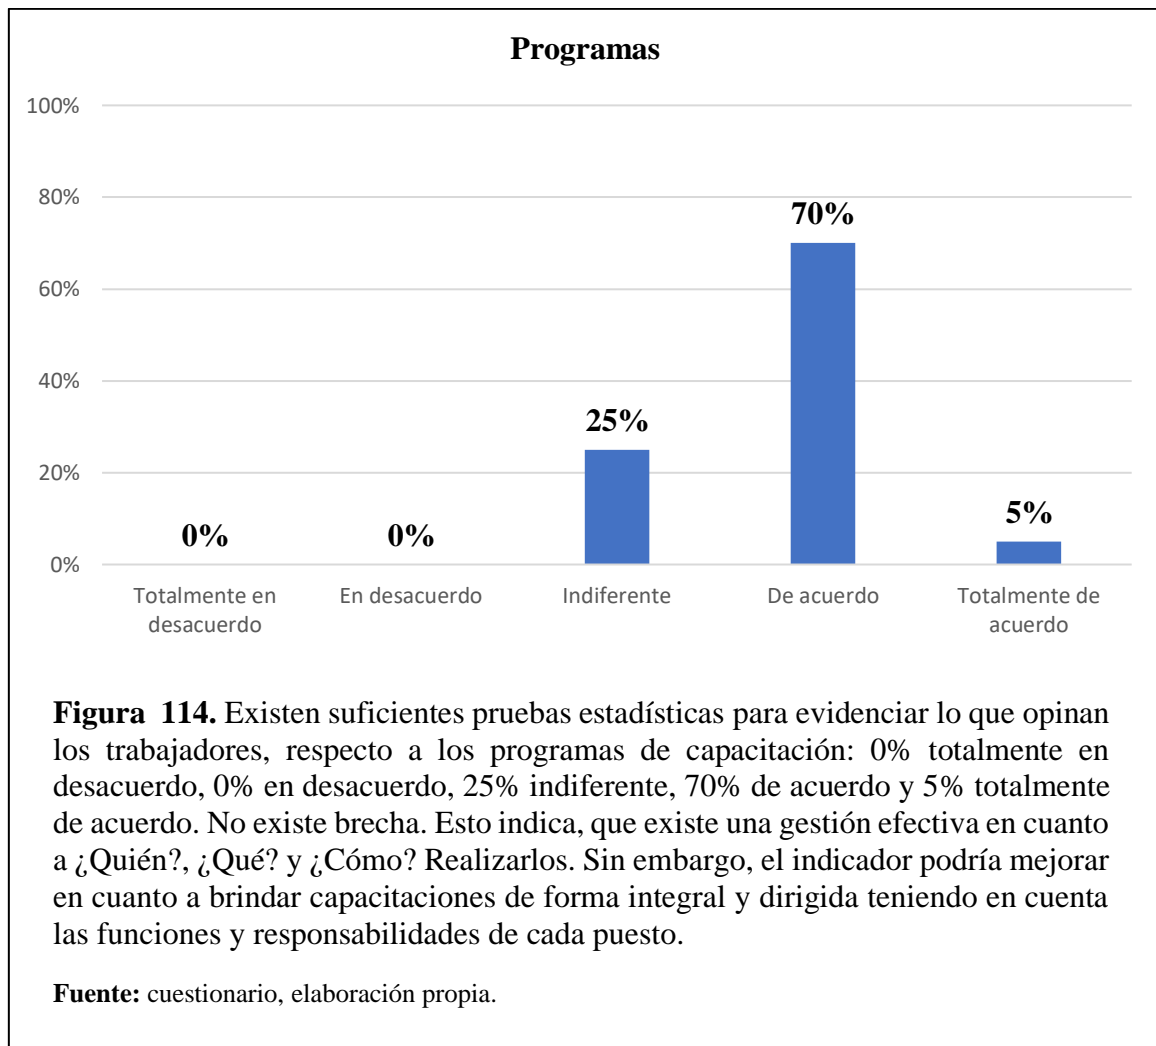 Programas
100%
80%
60%
40%
20%
0%
0%
0%
25%
70%
5%
Totalmente en
desacuerdo
En desacuerdo
Indiferente
De acuerdo
Totalmente de
acuerdo
Figura 114. Existen suficientes pruebas estadísticas para evidenciar lo que opinan
los trabajadores, respecto a los programas de capacitación: 0% totalmente en
desacuerdo, 0% en desacuerdo, 25% indiferente, 70% de acuerdo y 5% totalmente
de acuerdo. No existe brecha. Esto indica, que existe una gestión efectiva en cuanto
a ¿Quién?, ¿Qué? y ¿Cómo? Realizarlos. Sin embargo, el indicador podría mejorar
en cuanto a brindar capacitaciones de forma integral y dirigida teniendo en cuenta
las funciones y responsabilidades de cada puesto.
Fuente: cuestionario, elaboración propia.